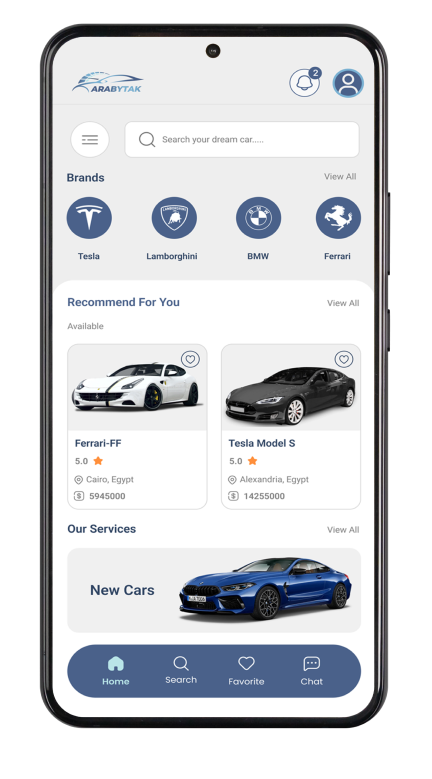 2
ARABYTAK
Search your dream car.....
Brands
View All
Tesla
Lamborghini
BMW
Ferrari
Recommend For You
View All
Available
Ferrari-FF
5.0
Cairo, Egypt
$ 5945000
Tesla Model S
5.0
Alexandria, Egypt
$ 14255000
Our Services
View All
New Cars
Home
Search
Favorite
Chat